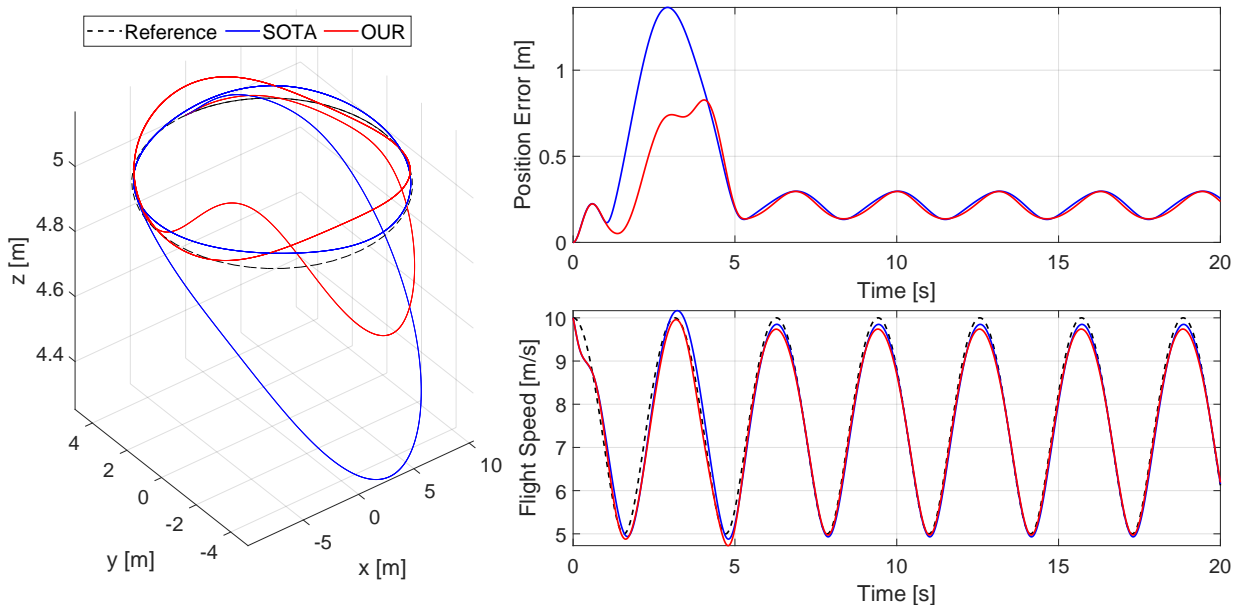 Reference SOTA OUR
5
4.8
4.6
4.4
z [m]
4
2
0
-2
-4
y [m]
-5
0
5
10
x [m]
1
0.5
0
Position Error [m]
0 5 10 15 20
Time [s]
10
9
8
7
6
5
Flight Speed [m/s]
0 5 10 15 20
Time [s]